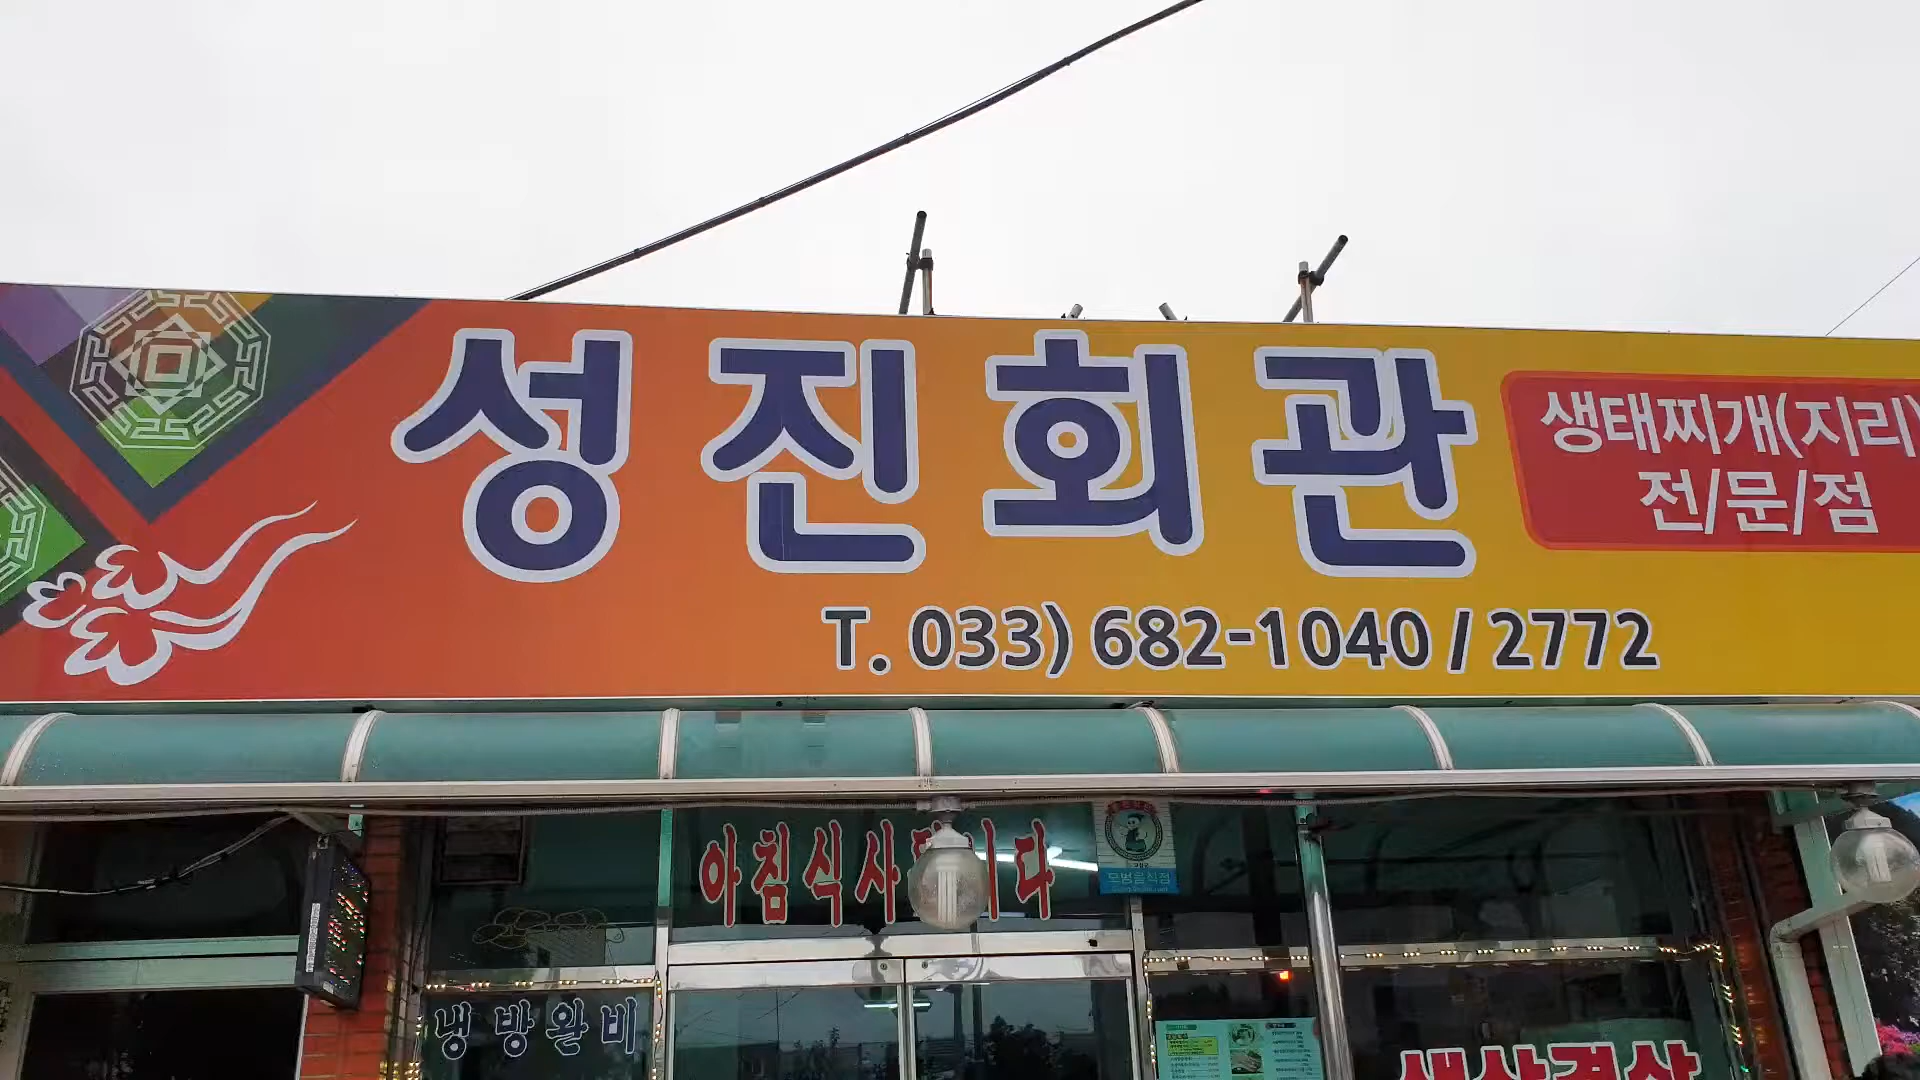 성진회관
생태찌개(지리)
전/문/점
T. 033) 682-1040 / 2772
아침식사
다
모범음식점
냉방완비